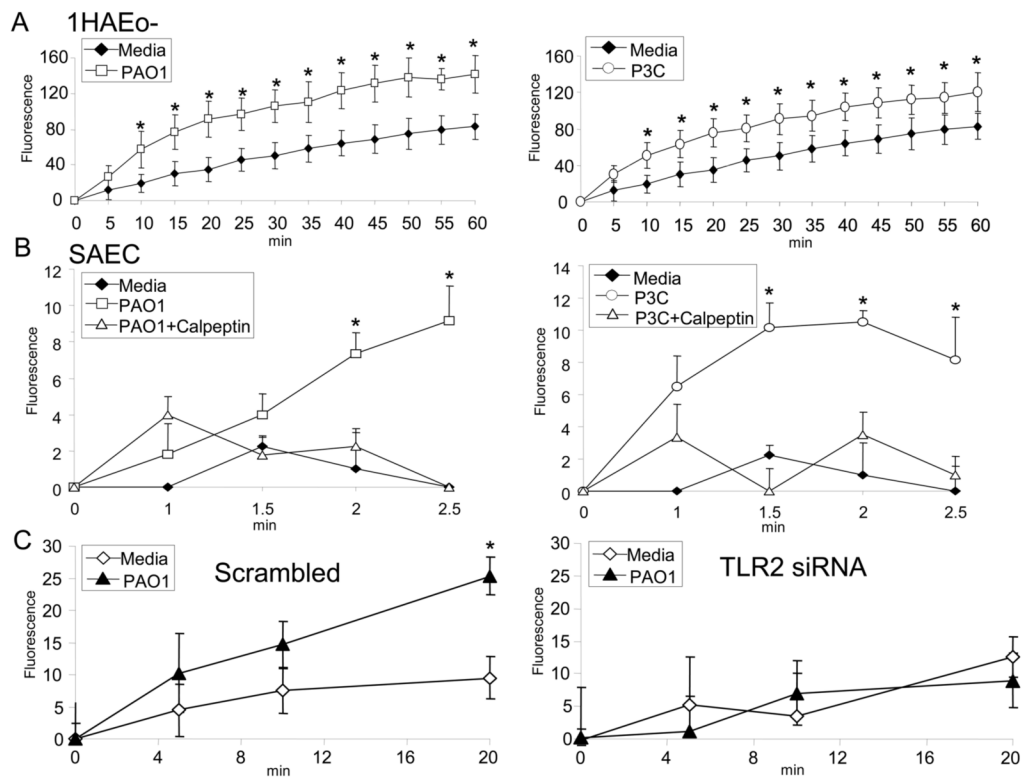 A 1HAEo-
Media
PAO1
Fluorescence
160
120
80
40
0
* * * * * * * * * * *
0 5 10 15 20 25 30 35 40 45 50 55 60
min
Media
P3C
Fluorescence
160
120
80
40
0
* * * * * * * * * * *
0 5 10 15 20 25 30 35 40 45 50 55 60
min
B SAEC
Media
PAO1
PAO1+Calpeptin
Fluorescence
12
10
8
6
4
2
0
* *
0 1 1.5 2 2.5
min
Media
P3C
P3C+Calpeptin
Fluorescence
14
12
10
8
6
4
2
0
* * *
0 1 1.5 2 2.5
min
C
Media
PAO1
Scrambled
Fluorescence
30
25
20
15
10
5
0
*
0 4 8 12 16 20
min
Media
PAO1
TLR2 siRNA
Fluorescence
30
25
20
15
10
5
0
0 4 8 12 16 20
min